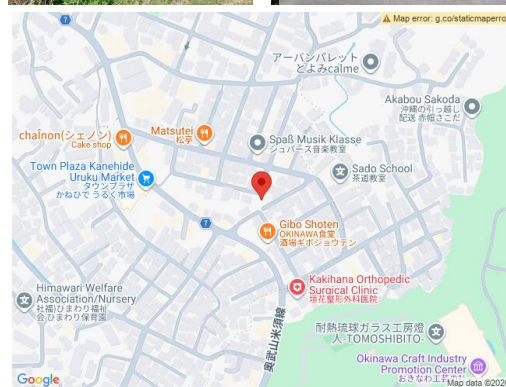 Map error: g.co/staticmaperro
7
アーバンパレット
とよみcalme
Akabou Sakoda
沖縄の引っ越し
配送 赤帽さこだ
chaînon(シェノン)
Cake shop
Matsutei
松亭
Spaß Musik Klasse
シュパース音楽教室
Town Plaza Kanehide
Uruku Market
タウンプラザ
かねひで うるく市場
Sado School
茶道教室
7
Gibo Shoten
OKINAWA食堂
酒場ギボショウテン
Kakihana Orthopedic
Surgical Clinic
垣花整形外科医院
Himawari Welfare
Association/Nursery
社福)ひまわり福祉
会 ひまわり保育園
奥武山米須線
耐熱琉球ガラス工房燈
人-TOMOSHIBITO-
Okinawa Craft Industry
Promotion Center
おきなわ工芸の
Google
Map data ©202